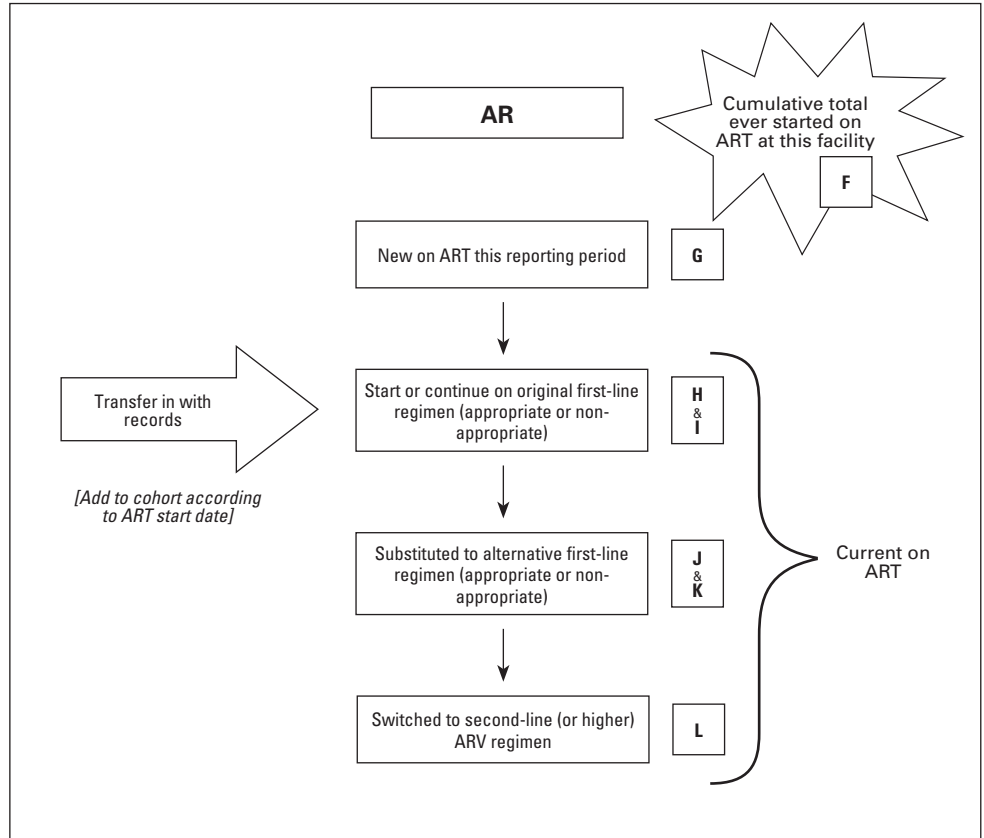 AR
Cumulative total
ever started on
ART at this facility
F
New on ART this reporting period
G
Transfer in with
records
[Add to cohort according
to ART start date]
Start or continue on original first-line
regimen (appropriate or non-
appropriate)
H
&
I
Substituted to alternative first-line
regimen (appropriate or non-
appropriate)
J
&
K
Current on
ART
Switched to second-line (or higher)
ARV regimen
L